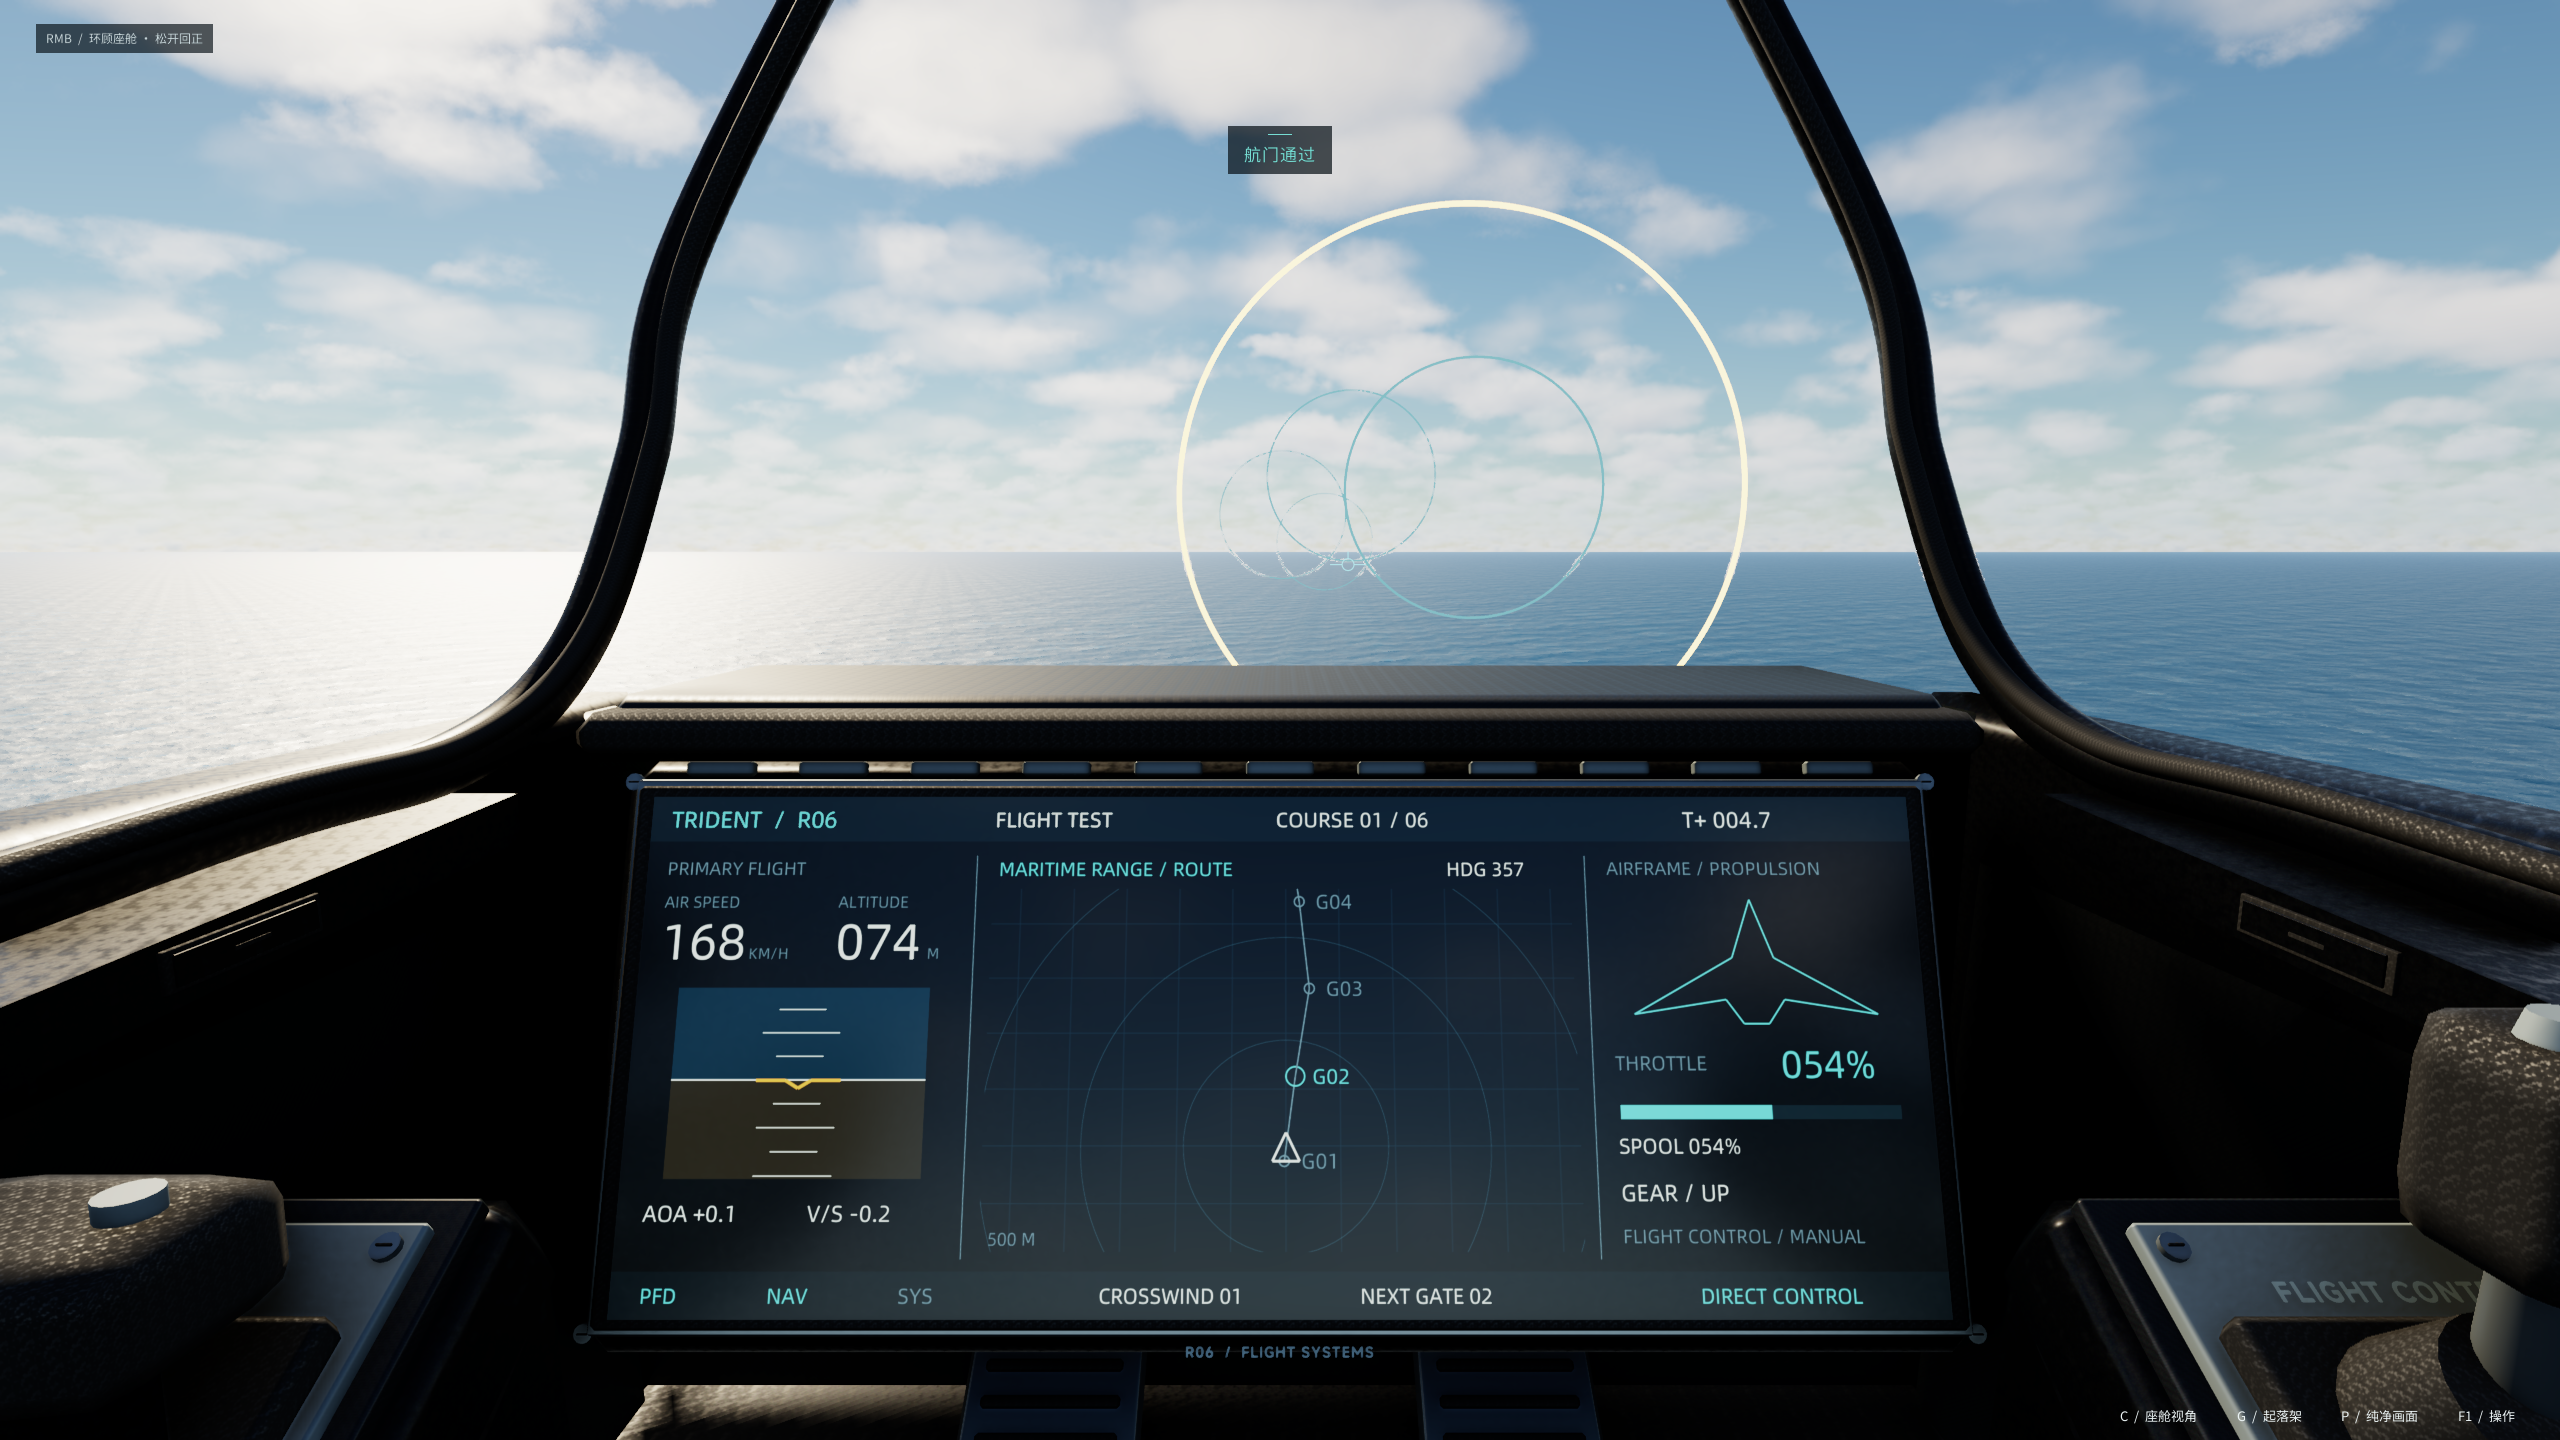 RMB / 环顾座舱 · 松开回正
航门通过
TRIDENT / R06
FLIGHT TEST
COURSE 01 / 06
T+ 004.7
PRIMARY FLIGHT
AIR SPEED
ALTITUDE
168 KM/H
074 M
AOA +0.1
V/S -0.2
MARITIME RANGE / ROUTE
HDG 357
G04
G03
G02
G01
500 M
AIRFRAME / PROPULSION
THROTTLE
054%
SPOOL 054%
GEAR / UP
FLIGHT CONTROL / MANUAL
PFD
NAV
SYS
CROSSWIND 01
NEXT GATE 02
DIRECT CONTROL
R06 / FLIGHT SYSTEMS
FLIGHT CONT
C / 座舱视角
G / 起落架
P / 纯净画面
F1 / 操作